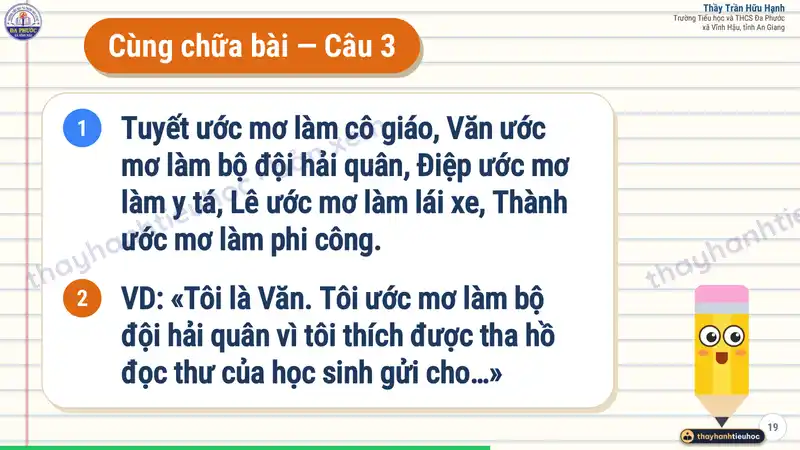 Thầy Trần Hữu Hạnh
Trường Tiểu học và THCS Đa Phước
xã Vĩnh Hậu, tỉnh An Giang
ĐA PHƯỚC
Cùng chữa bài – Câu 3
1
Tuyết ước mơ làm cô giáo, Văn ước
mơ làm bộ đội hải quân, Điệp ước mơ
làm y tá, Lê ước mơ làm lái xe, Thành
ước mơ làm phi công.
2
VD: «Tôi là Văn. Tôi ước mơ làm bộ
đội hải quân vì tôi thích được tha hồ
đọc thư của học sinh gửi cho…»
thayhanhtieuhoc
19
thayhanhtieuhoc